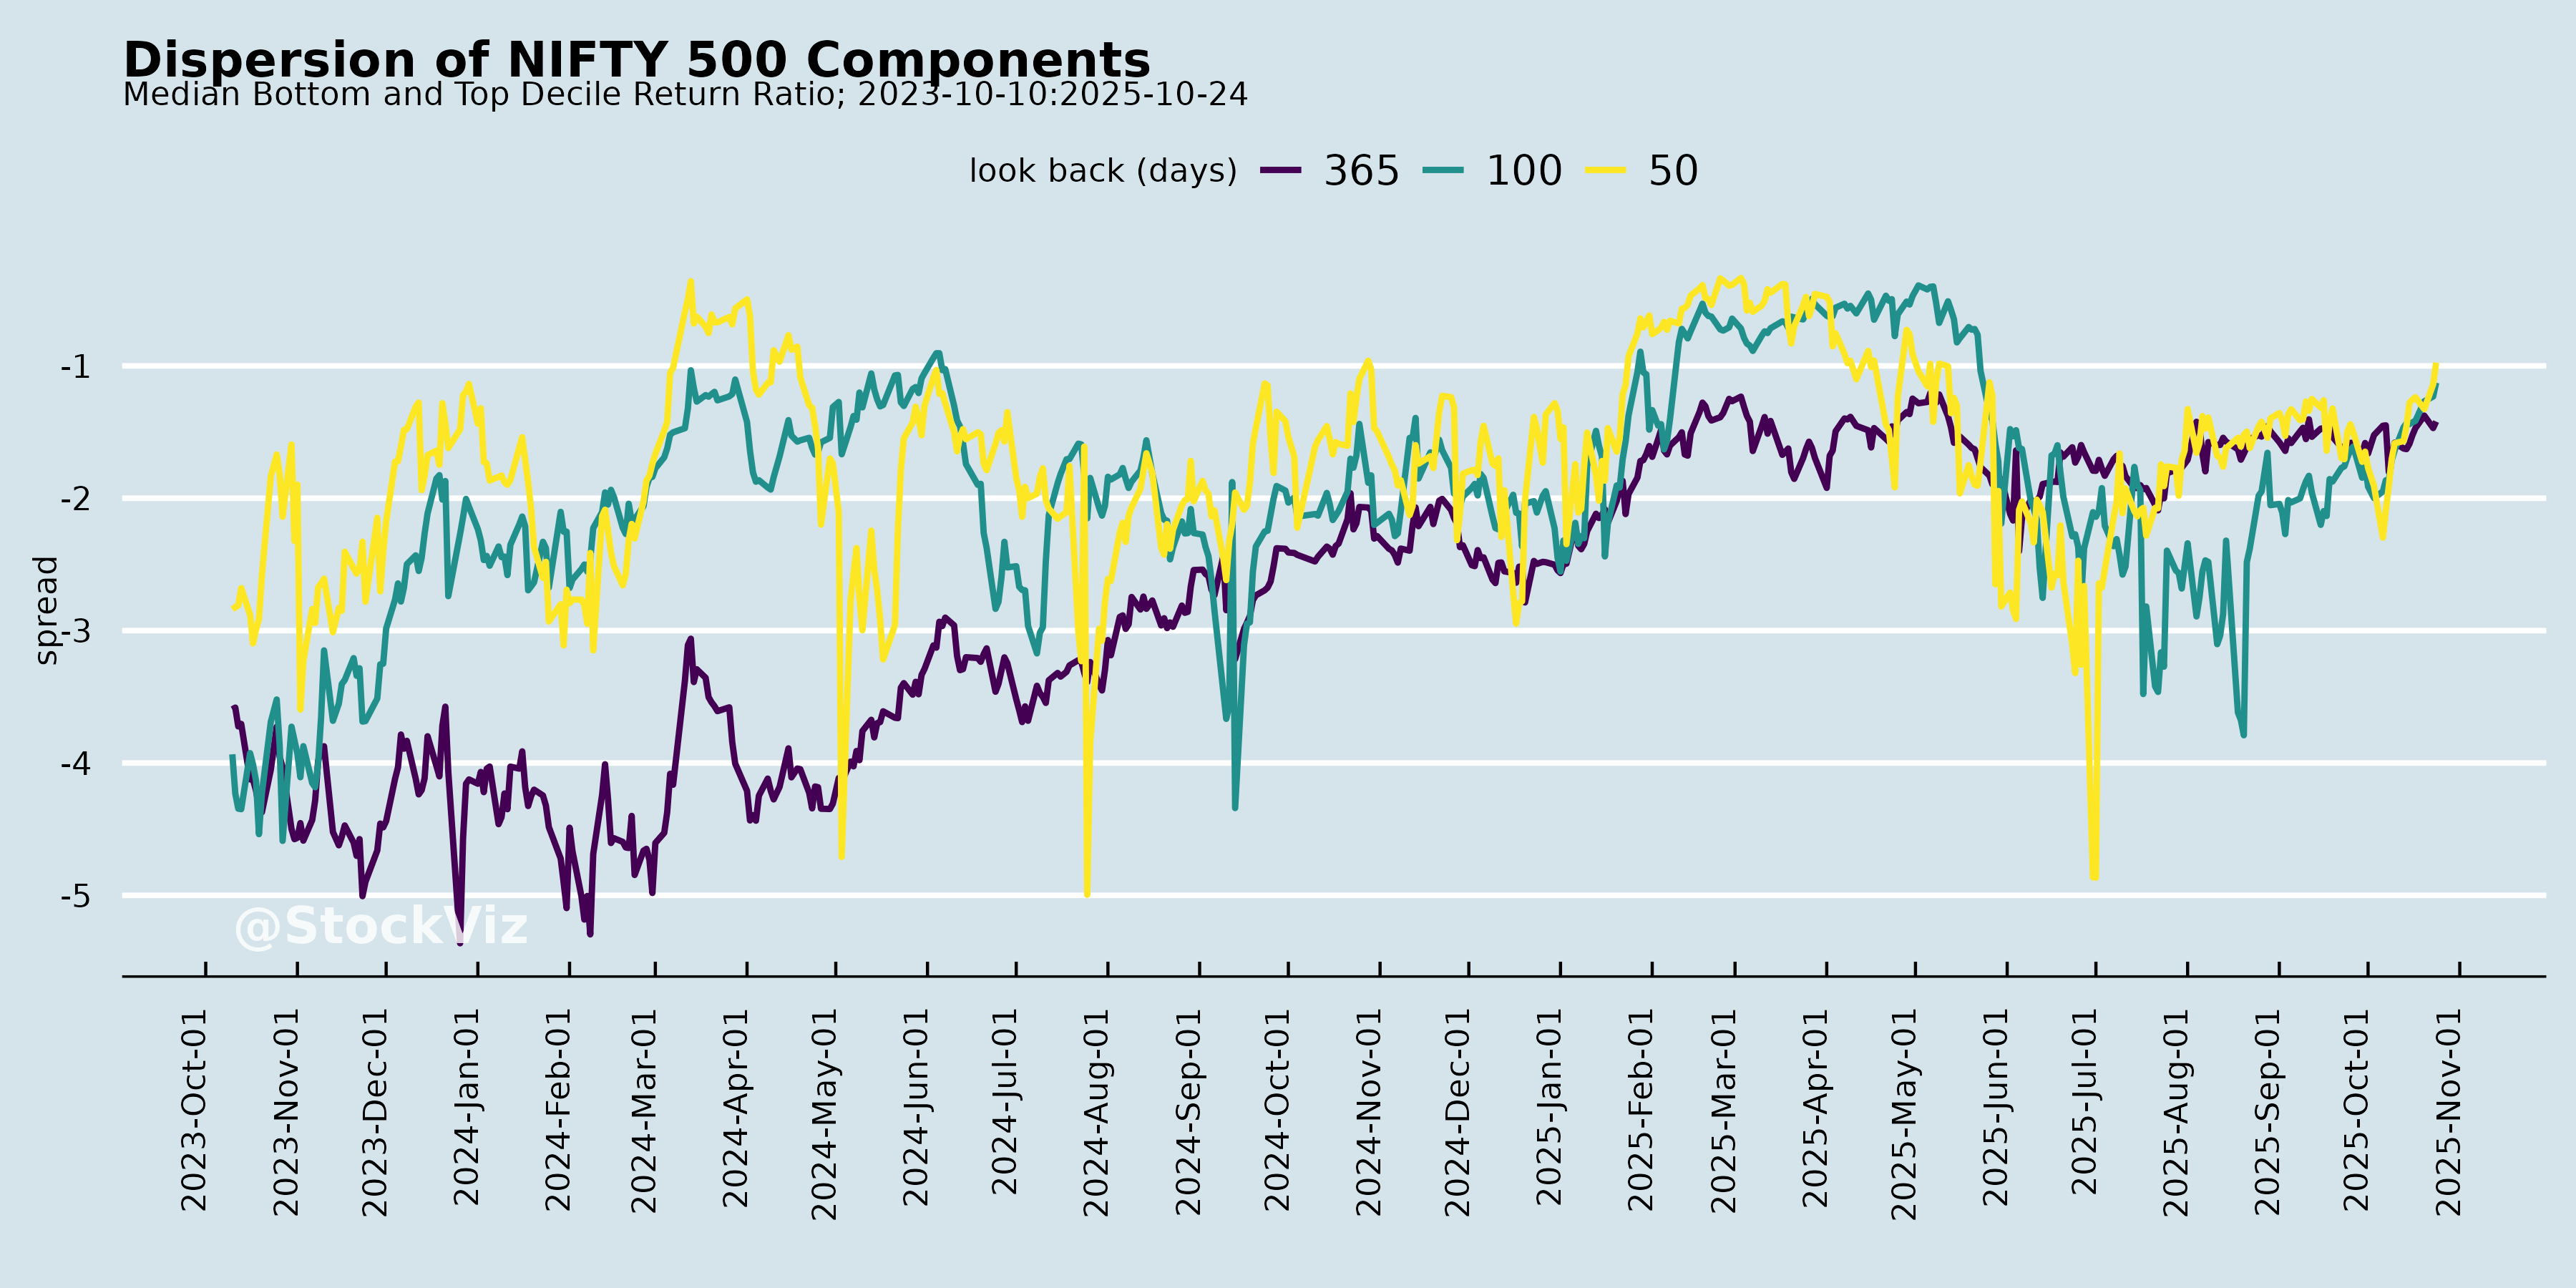 Dispersion of NIFTY 500 Components
Median Bottom and Top Decile Return Ratio; 2023-10-10:2025-10-24
look back (days) 365 100 50
spread
-1
-2
-3
-4
-5
@StockViz
2023-Oct-01
2023-Nov-01
2023-Dec-01
2024-Jan-01
2024-Feb-01
2024-Mar-01
2024-Apr-01
2024-May-01
2024-Jun-01
2024-Jul-01
2024-Aug-01
2024-Sep-01
2024-Oct-01
2024-Nov-01
2024-Dec-01
2025-Jan-01
2025-Feb-01
2025-Mar-01
2025-Apr-01
2025-May-01
2025-Jun-01
2025-Jul-01
2025-Aug-01
2025-Sep-01
2025-Oct-01
2025-Nov-01